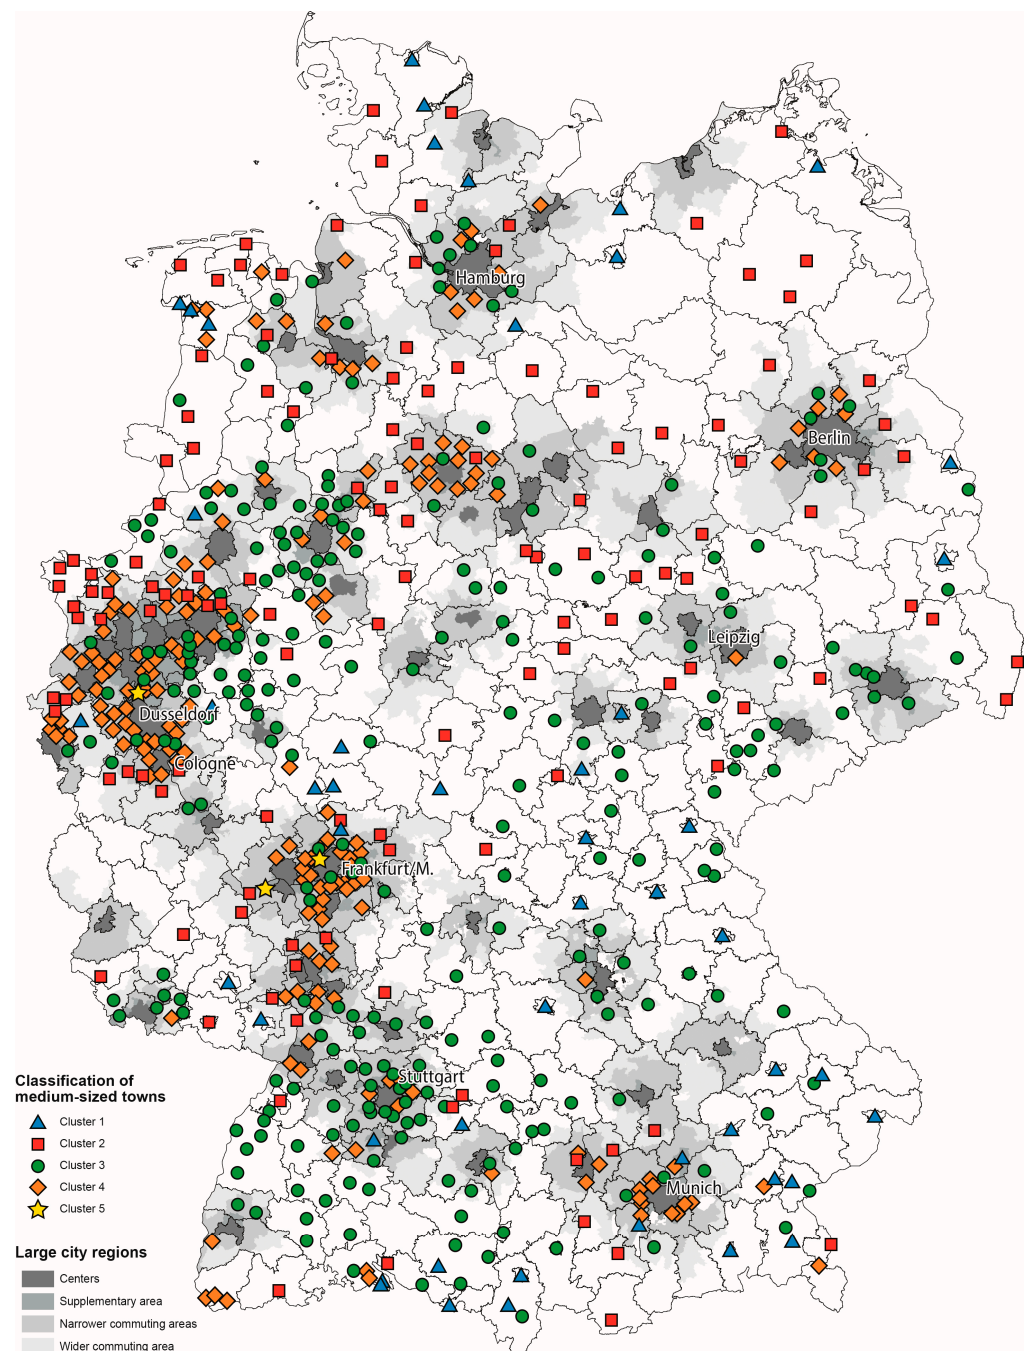 Hamburg
Berlin
Leipzig
Dusseldorf
Cologne
Frankfurt/M.
Stuttgart
Munich
Classification of
medium-sized towns
Cluster 1
Cluster 2
Cluster 3
Cluster 4
Cluster 5
Large city regions
Centers
Supplementary area
Narrower commuting areas
Wider commuting area